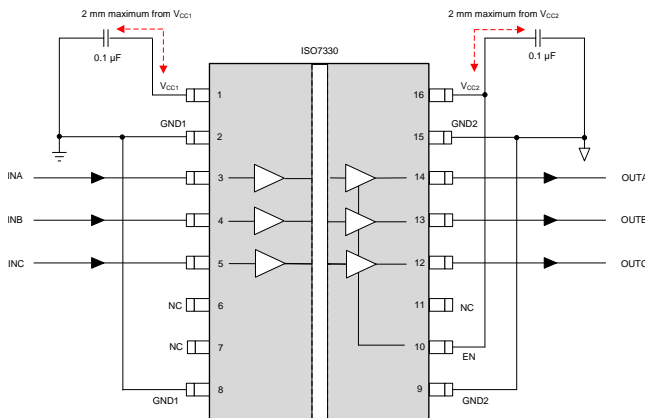 2 mm maximum from VCC1
2 mm maximum from VCC2
0.1 µF
ISO7330
0.1 µF
VCC1
VCC2
1
16
GND1
GND2
2
15
INA
3
14
OUTA
INB
4
13
OUTB
INC
5
12
OUTC
NC
6
11
NC
NC
7
10
EN
GND1
8
9
GND2